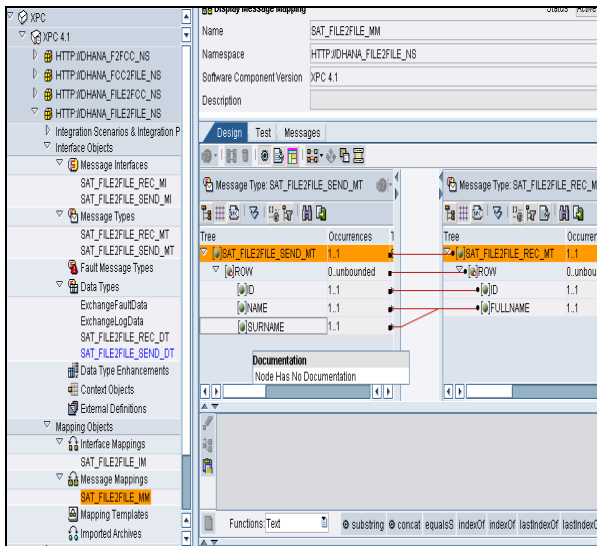 XPC
XPC 4.1
HTTP://DHANA_F2FCC_NS
HTTP://DHANA_FCC2FILE_NS
HTTP://DHANA_FILE2FCC_NS
HTTP://DHANA_FILE2FILE_NS
Integration Scenarios & Integration P
Interface Objects
Message Interfaces
SAT_FILE2FILE_REC_MI
SAT_FILE2FILE_SEND_MI
Message Types
SAT_FILE2FILE_REC_MT
SAT_FILE2FILE_SEND_MT
Fault Message Types
Data Types
ExchangeFaultData
ExchangeLogData
SAT_FILE2FILE_REC_DT
SAT_FILE2FILE_SEND_DT
Data Type Enhancements
Context Objects
External Definitions
Mapping Objects
Interface Mappings
SAT_FILE2FILE_IM
Message Mappings
SAT_FILE2FILE_MM
Mapping Templates
Imported Archives
Display Message Mapping Status Active
Name SAT_FILE2FILE_MM
Namespace HTTP://DHANA_FILE2FILE_NS
Software Component Version XPC 4.1
Description
Design Test Messages
Message Type: SAT_FILE2FILE_SEND_MT
Tree Occurrences T
SAT_FILE2FILE_SEND_MT 1..1
ROW 0..unbounded
ID 1..1
NAME 1..1
SURNAME 1..1
Documentation
Node Has No Documentation
Message Type: SAT_FILE2FILE_REC_M
Tree Occurren
SAT_FILE2FILE_REC_MT 1..1
ROW 0..unbou
ID 1..1
FULLNAME 1..1
Functions: Text substring concat equalsS indexOf indexOf lastIndexOf lastIndexO